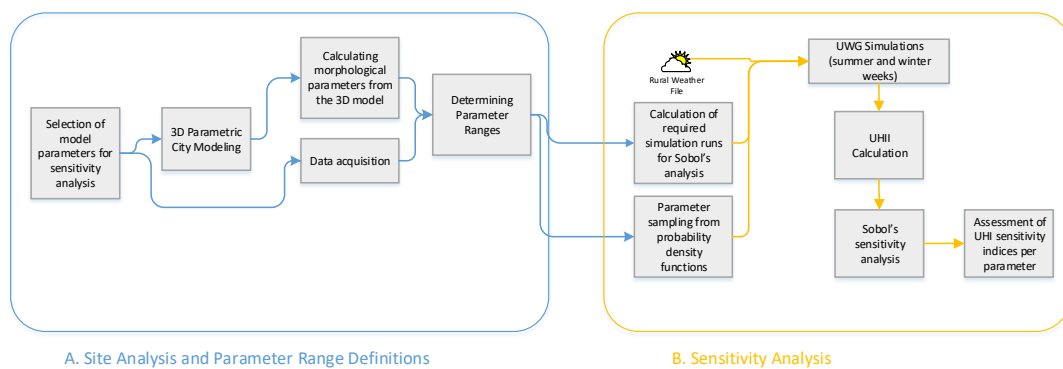 Selection of
model
parameters for
sensitivity
analysis
3D Parametric
City Modeling
Calculating
morphological
parameters from
the 3D model
Data acquisition
Determining
Parameter
Ranges
Rural Weather
File
Calculation of
required
simulation runs
for Sobol's
analysis
Parameter
sampling from
probability
density
functions
UWG Simulations
(summer and winter
weeks)
UHII
Calculation
Sobol's
sensitivity
analysis
Assessment of
UHI sensitivity
indices per
parameter
A. Site Analysis and Parameter Range Definitions
B. Sensitivity Analysis